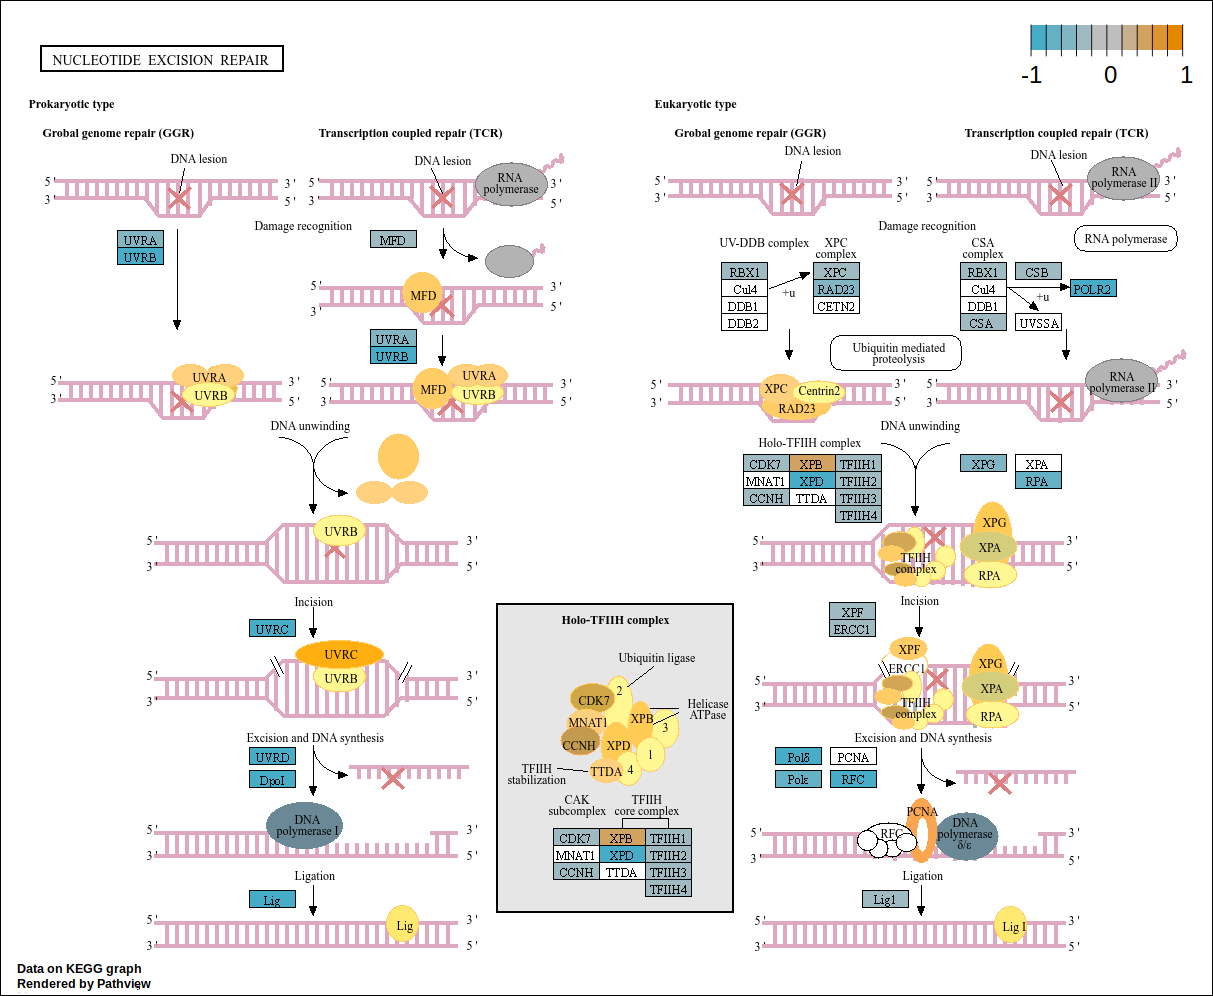 NUCLEOTIDE EXCISION REPAIR
-1 0 1
Prokaryotic type
Grobal genome repair (GGR)
Transcription coupled repair (TCR)
DNA lesion
5' 3'
3'
DNA lesion
RNA
polymerase
5' 3'
3' 5'
Damage recognition
UVRA
UVRB
MFD
MFD
5' 3'
3' 5'
UVRA
UVRB
UVRA
UVRB
5' 3'
3' 5'
MFD
UVRA
UVRB
5' 3'
3' 5'
DNA unwinding
UVRB
5' 3'
3' 5'
Incision
UVRC
UVRC
UVRB
5' 3'
3' 5'
Excision and DNA synthesis
UVRD
DpoI
DNA
polymerase I
5' 3'
3' 5'
Ligation
Lig
Lig
5' 3'
3' 5'
Holo-TFIIH complex
Ubiquitin ligase
CDK7
2
MNAT1
XPB
Helicase
ATPase
3
CCNH
XPD
1
TFIIH
stabilization
TTDA
4
CAK
subcomplex
TFIIH
core complex
CDK7 XPB TFIIH1
MNAT1 XPD TFIIH2
CCNH TTDA TFIIH3
TFIIH4
Eukaryotic type
Grobal genome repair (GGR)
Transcription coupled repair (TCR)
DNA lesion
5' 3'
3' 5'
DNA lesion
RNA
polymerase II
5'
3'
Damage recognition
RNA polymerase
UV-DDB complex
XPC
complex
RBX1
Cul4
DDB1
DDB2
+u
XPC
RAD23
CETN2
CSA
complex
RBX1
Cul4
DDB1
CSA
CSB
+u
POLR2
UVSSA
Ubiquitin mediated
proteolysis
XPC
Centrin2
RAD23
5' 3'
3' 5'
RNA
polymerase II
5' 3'
3' 5'
DNA unwinding
Holo-TFIIH complex
CDK7 XPB TFIIH1
MNAT1 XPD TFIIH2
CCNH TTDA TFIIH3
TFIIH4
XPG
XPA
RPA
XPG
XPA
RPA
TFIIH
complex
5' 3'
3' 5'
Incision
XPF
ERCC1
XPF
ERCC1
XPG
XPA
RPA
TFIIH
complex
5' 3'
3' 5'
Excision and DNA synthesis
Polδ
PCNA
Polε
RFC
PCNA
RFC
DNA
polymerase
δ/ε
5' 3'
3' 5'
Ligation
Lig1
Lig I
5' 3'
3' 5'
Data on KEGG graph
Rendered by Pathview